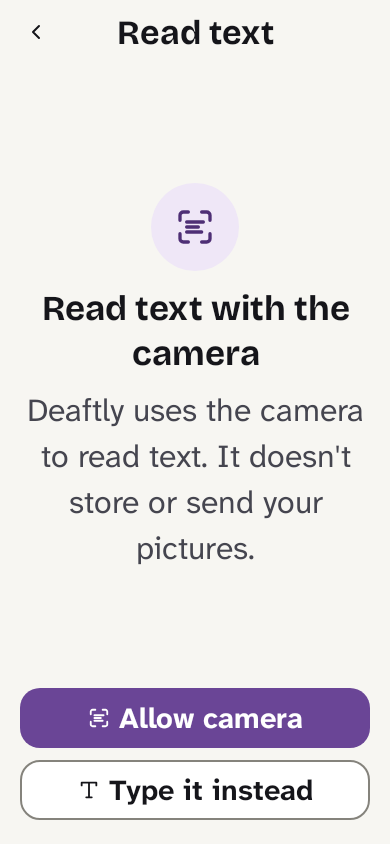 Read text
Read text with the
camera
Deaftly uses the camera
to read text. It doesn't
store or send your
pictures.
Allow camera
Type it instead